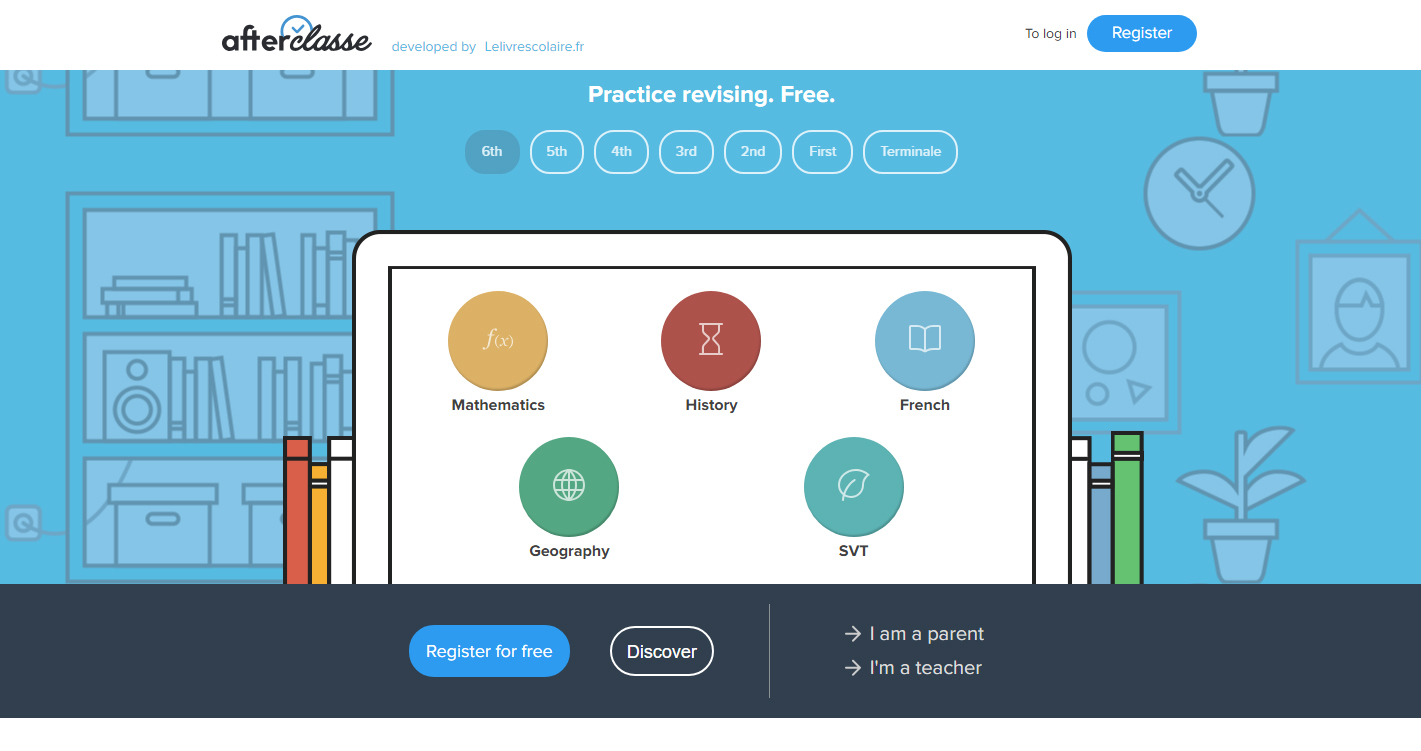 afterclasse developed by Lelivrescolaire.fr
To log in Register
Practice revising. Free.
6th 5th 4th 3rd 2nd First Terminale
f(x)
Mathematics History French
Geography SVT
Register for free Discover
I am a parent
I'm a teacher